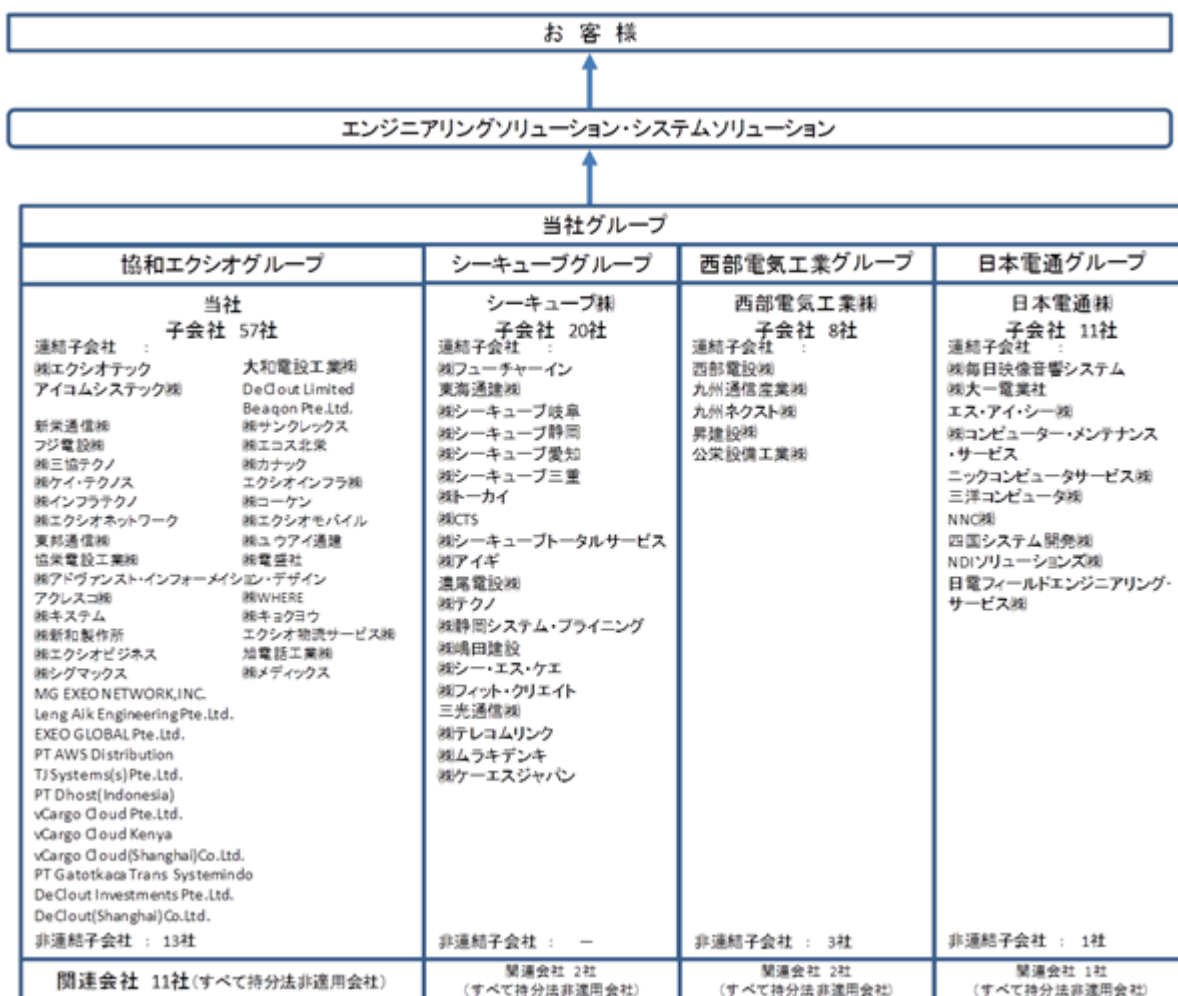 お 客 様
エンジニアリングソリューション・システムソリューション
当社グループ
協和エクシオグループ
当社
子会社 57社
連結子会社 :
㈱エクシオテック 大和電設工業㈱
アイコムシステック㈱ DeClout Limited
Beaqon Pte.Ltd.
新栄通信㈱ ㈱サンクレックス
フジ電設㈱ ㈱エコス北栄
㈱三協テクノ ㈱カナック
㈱ケイ・テクノス エクシオインフラ㈱
㈱インフラテクノ ㈱コーケン
㈱エクシオネットワーク ㈱エクシオモバイル
東邦通信㈱ ㈱ユウアイ通建
協栄電設工業㈱ ㈱電盛社
㈱アドヴァンスト・インフォーメイション・デザイン
アクレスコ㈱ ㈱WHERE
㈱キステム ㈱キョクヨウ
㈱新和製作所 エクシオ物流サービス㈱
㈱エクシオビジネス 旭電話工業㈱
㈱シグマックス ㈱メディックス
MG EXEO NETWORK,INC.
Leng Aik Engineering Pte.Ltd.
EXEO GLOBAL Pte.Ltd.
PT AWS Distribution
TJ Systems(s) Pte.Ltd.
PT Dhost(Indonesia)
vCargo Cloud Pte.Ltd.
vCargo Cloud Kenya
vCargo Cloud(Shanghai)Co.Ltd.
PT Gatotkaca Trans Systemindo
DeClout Investments Pte.Ltd.
DeClout(Shanghai)Co.Ltd.
非連結子会社 : 13社
関連会社 11社(すべて持分法非適用会社)
シーキューブグループ
シーキューブ㈱
子会社 20社
連結子会社 :
㈱フューチャーイン
東海通建㈱
㈱シーキューブ岐阜
㈱シーキューブ静岡
㈱シーキューブ愛知
㈱シーキューブ三重
㈱トーカイ
㈱CTS
㈱シーキューブトータルサービス
㈱アイギ
濃尾電設㈱
㈱テクノ
㈱静岡システム・プライニング
㈱嶋田建設
㈱シー・エス・ケエ
㈱フィット・クリエイト
三光通信㈱
㈱テレコムリンク
㈱ムラキデンキ
㈱ケーエスジャパン
非連結子会社 : －
関連会社 2社
(すべて持分法非適用会社)
西部電気工業グループ
西部電気工業㈱
子会社 8社
連結子会社 :
西部電設㈱
九州通信産業㈱
九州ネクスト㈱
昇建設㈱
公栄設備工業㈱
非連結子会社 : 3社
関連会社 2社
(すべて持分法非適用会社)
日本電通グループ
日本電通㈱
子会社 11社
連結子会社 :
㈱毎日映像音響システム
㈱大一電業社
エス・アイ・シー㈱
㈱コンピューター・メンテナンス
・サービス
ニックコンピュータサービス㈱
三洋コンピュータ㈱
NNC㈱
四国システム開発㈱
NDIソリューションズ㈱
日電フィールドエンジニアリング・
サービス㈱
非連結子会社 : 1社
関連会社 1社
(すべて持分法非適用会社)